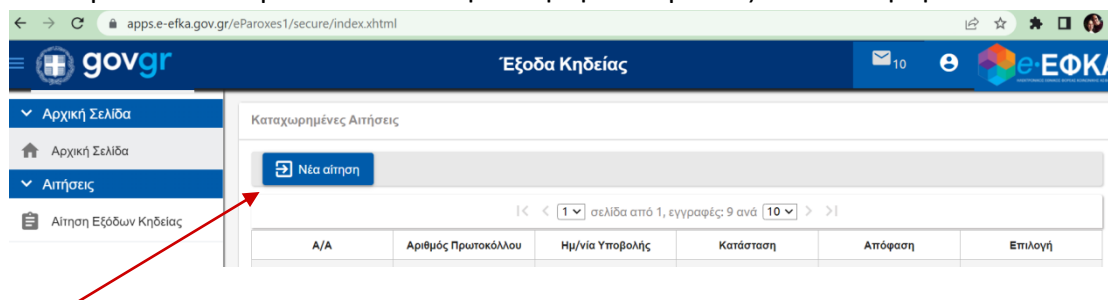 apps.e-efka.gov.gr/eParoxes1/secure/index.xhtml
govgr
Έξοδα Κηδείας
10
e-ΕΦΚΑ
Αρχική Σελίδα
Αρχική Σελίδα
Αιτήσεις
Αίτηση Εξόδων Κηδείας
Καταχωρημένες Αιτήσεις
Νέα αίτηση
1 σελίδα από 1, εγγραφές: 9 ανά 10
Α/Α Αριθμός Πρωτοκόλλου Ημ/νία Υποβολής Κατάσταση Απόφαση Επιλογή